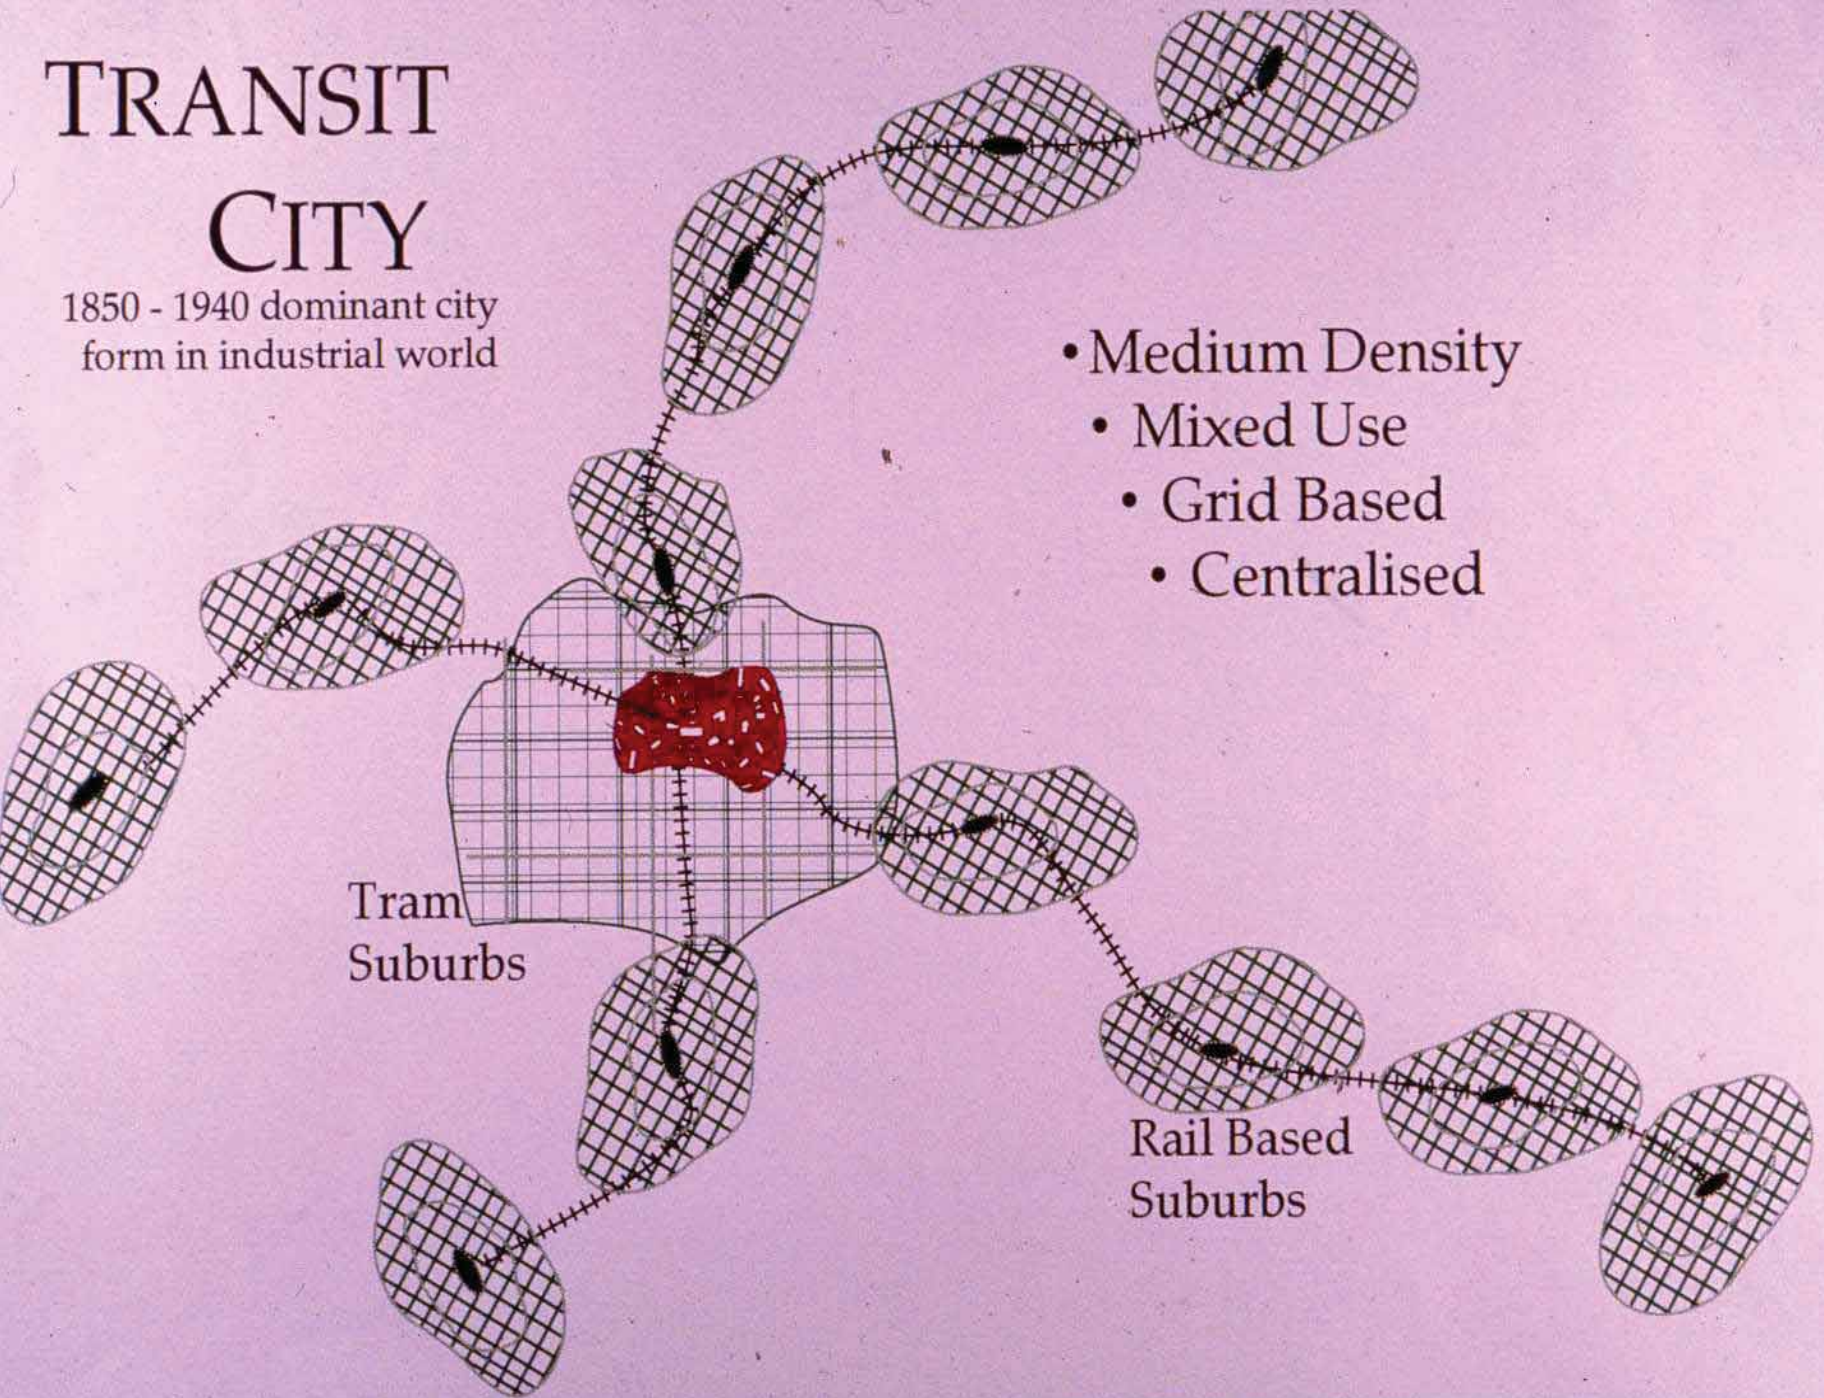 TRANSIT
CITY
1850 - 1940 dominant city
form in industrial world
• Medium Density
• Mixed Use
• Grid Based
• Centralised
Tram
Suburbs
Rail Based
Suburbs